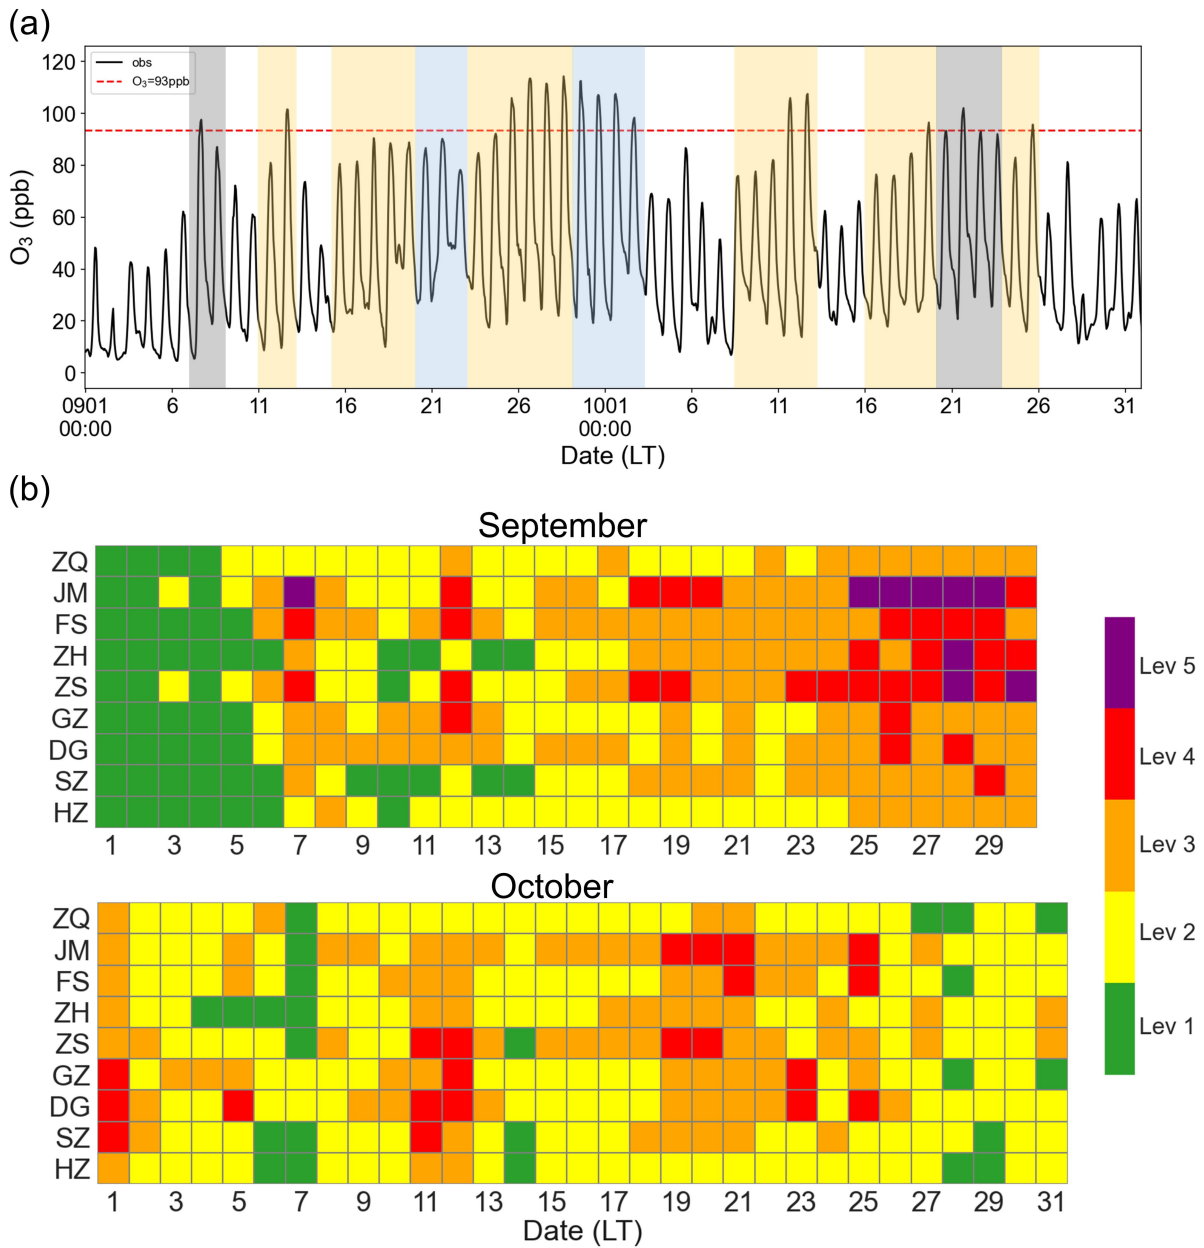 (a)
120
100
80
60
40
20
0
O₃ (ppb)
obs
O₃=93ppb
0901 6 11 16 21 26 1001 6 11 16 21 26 31
00:00 00:00
Date (LT)
(b)
September
ZQ
JM
FS
ZH
ZS
GZ
DG
SZ
HZ
1 3 5 7 9 11 13 15 17 19 21 23 25 27 29
October
ZQ
JM
FS
ZH
ZS
GZ
DG
SZ
HZ
1 3 5 7 9 11 13 15 17 19 21 23 25 27 29 31
Date (LT)
Lev 5
Lev 4
Lev 3
Lev 2
Lev 1